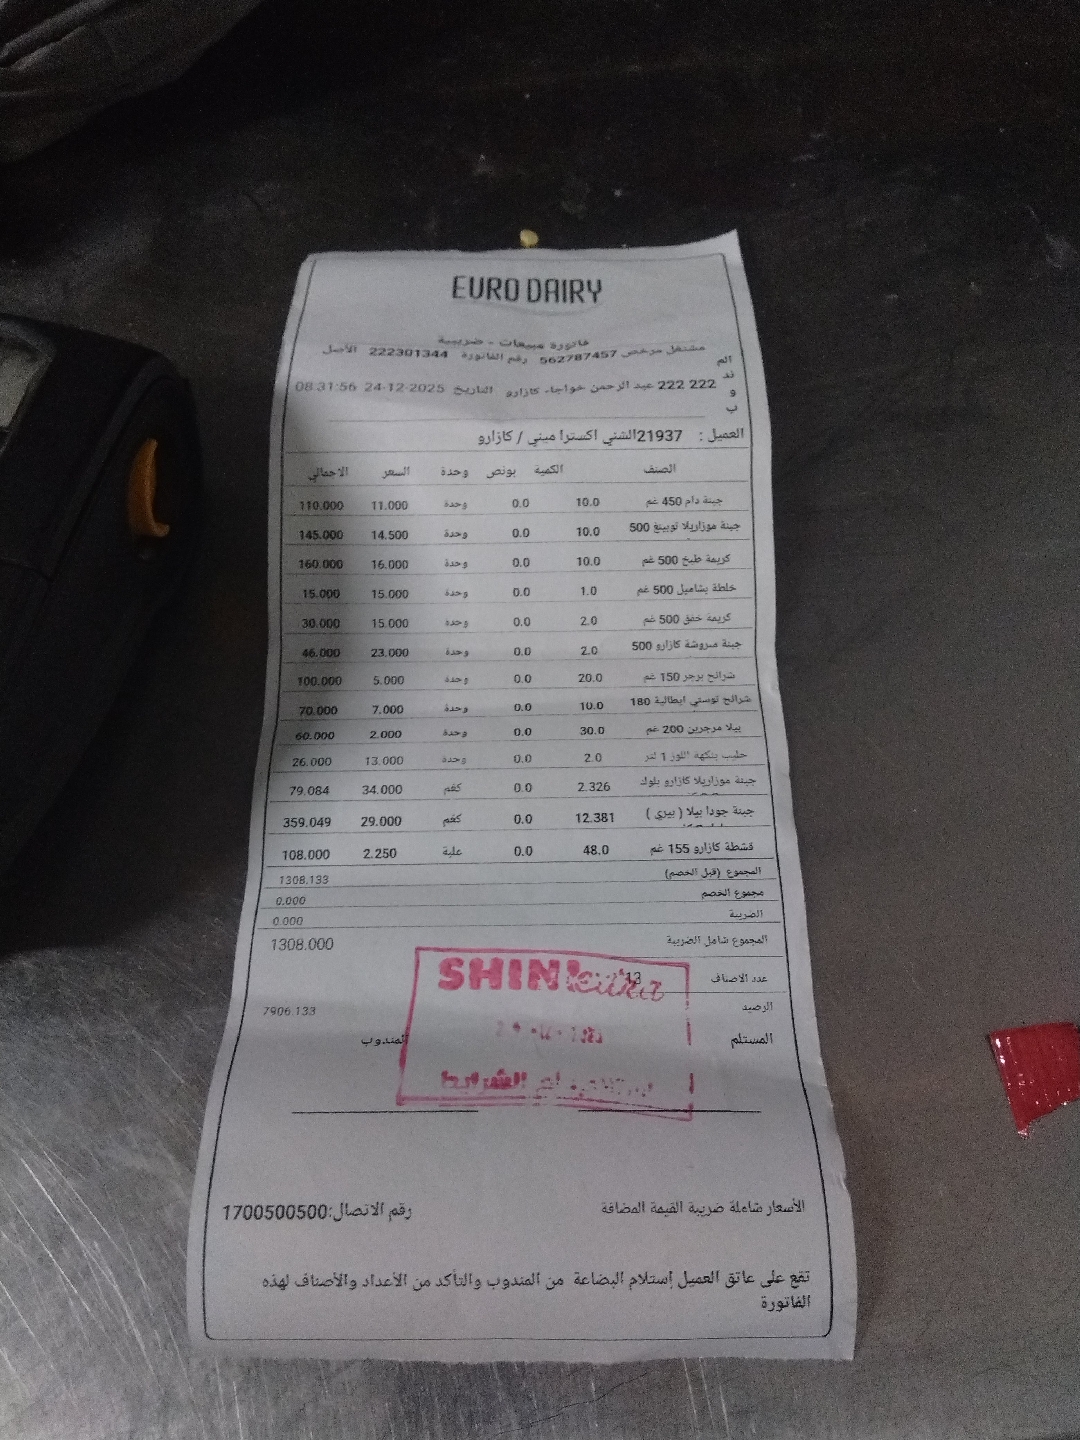 EURO DAIRY
فاتورة مبيعات - ضريبية
مشتغل مرخص 562787457 رقم الفاتورة 222301344 الأصل
المندوب 222 222 عبد الرحمن خواجا- كازارو التاريخ 24-12-2025 08:31:56
العميل : 21937الشني اكسترا ميني / كازارو
الصنف الكمية بونص وحدة السعر الاجمالي
جبنة دام 450 غم 10.0 0.0 وحدة 11.000 110.000
جبنة موزاريلا توبينغ 500 10.0 0.0 وحدة 14.500 145.000
كريمة طبخ 500 غم 10.0 0.0 وحدة 16.000 160.000
خلطة بشاميل 500 غم 1.0 0.0 وحدة 15.000 15.000
كريمة خفق 500 غم 2.0 0.0 وحدة 15.000 30.000
جبنة مبروشة كازارو 500 2.0 0.0 وحدة 23.000 46.000
شرائح برجر 150 غم 20.0 0.0 وحدة 5.000 100.000
شرائح توستي ايطالية 180 10.0 0.0 وحدة 7.000 70.000
بيلا مرجرين 200 غم 30.0 0.0 وحدة 2.000 60.000
حليب بنكهة اللوز 1 لتر 2.0 0.0 وحدة 13.000 26.000
جبنة موزاريلا كازارو بلوك 2.326 0.0 كغم 34.000 79.084
جبنة جودا بيلا ( بيري ) 12.381 0.0 كغم 29.000 359.049
قشطة كازارو 155 غم 48.0 0.0 علبة 2.250 108.000
المجموع (قبل الخصم) 1308.133
مجموع الخصم 0.000
الضريبة 0.000
المجموع شامل الضريبة 1308.000
عدد الاصناف 13
الرصيد 7906.133
المستلم المندوب
SHINI
ام الشرايط
الأسعار شاملة ضريبة القيمة المضافة رقم الاتصال:1700500500
تقع على عاتق العميل إستلام البضاعة من المندوب والتأكد من الأعداد والأصناف لهذه
الفاتورة